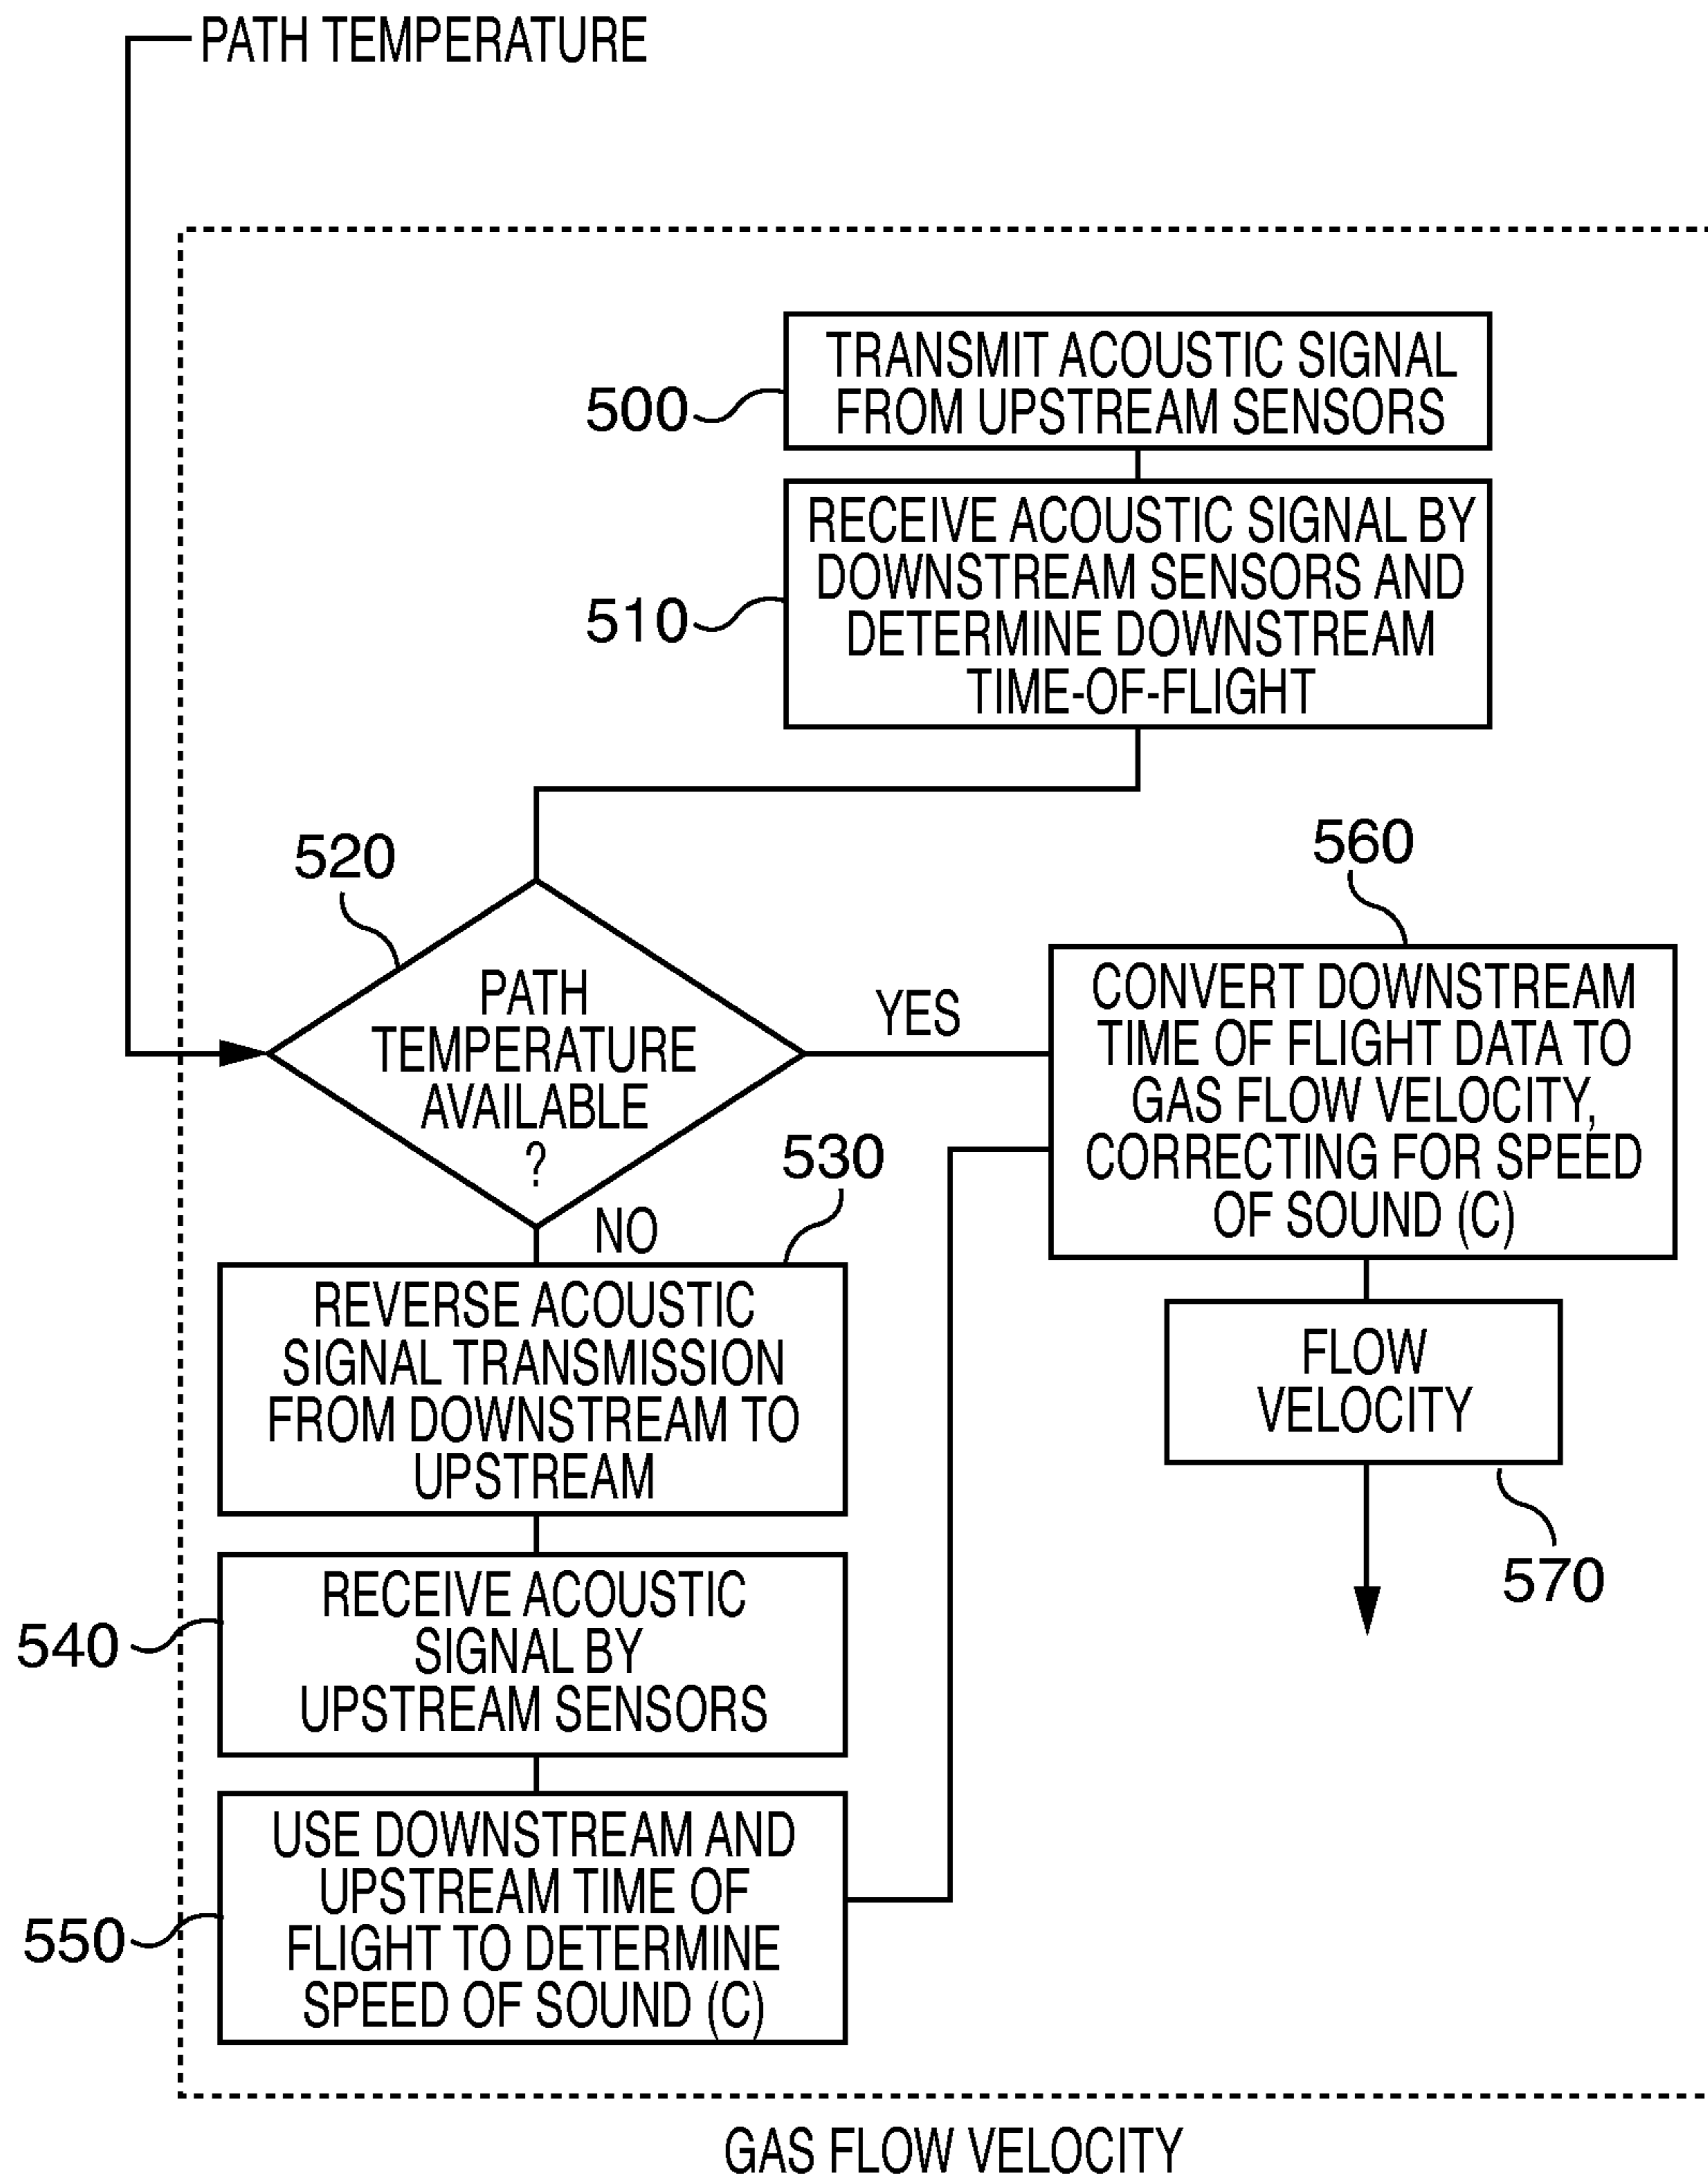 PATH TEMPERATURE
TRANSMIT ACOUSTIC SIGNAL
FROM UPSTREAM SENSORS
500
RECEIVE ACOUSTIC SIGNAL BY
DOWNSTREAM SENSORS AND
DETERMINE DOWNSTREAM
TIME-OF-FLIGHT
510
520
PATH
TEMPERATURE
AVAILABLE
?
YES
NO
560
CONVERT DOWNSTREAM
TIME OF FLIGHT DATA TO
GAS FLOW VELOCITY,
CORRECTING FOR SPEED
OF SOUND (C)
530
REVERSE ACOUSTIC
SIGNAL TRANSMISSION
FROM DOWNSTREAM TO
UPSTREAM
FLOW
VELOCITY
570
540
RECEIVE ACOUSTIC
SIGNAL BY
UPSTREAM SENSORS
550
USE DOWNSTREAM AND
UPSTREAM TIME OF
FLIGHT TO DETERMINE
SPEED OF SOUND (C)
GAS FLOW VELOCITY